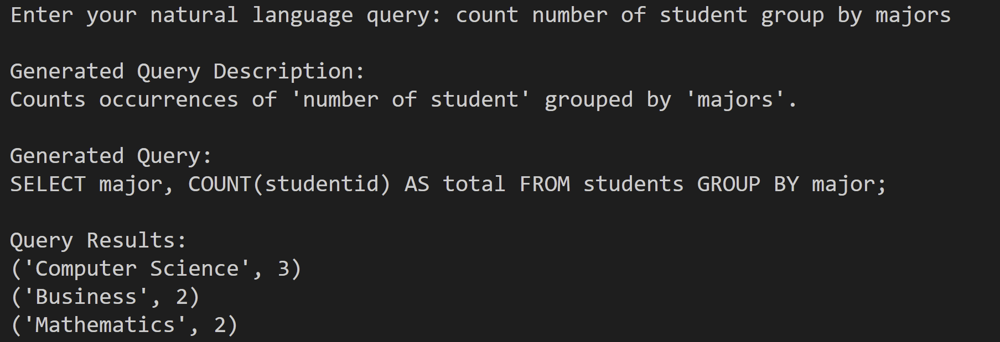 Enter your natural language query: count number of student group by majors
Generated Query Description:
Counts occurrences of 'number of student' grouped by 'majors'.
Generated Query:
SELECT major, COUNT(studentid) AS total FROM students GROUP BY major;
Query Results:
('Computer Science', 3)
('Business', 2)
('Mathematics', 2)